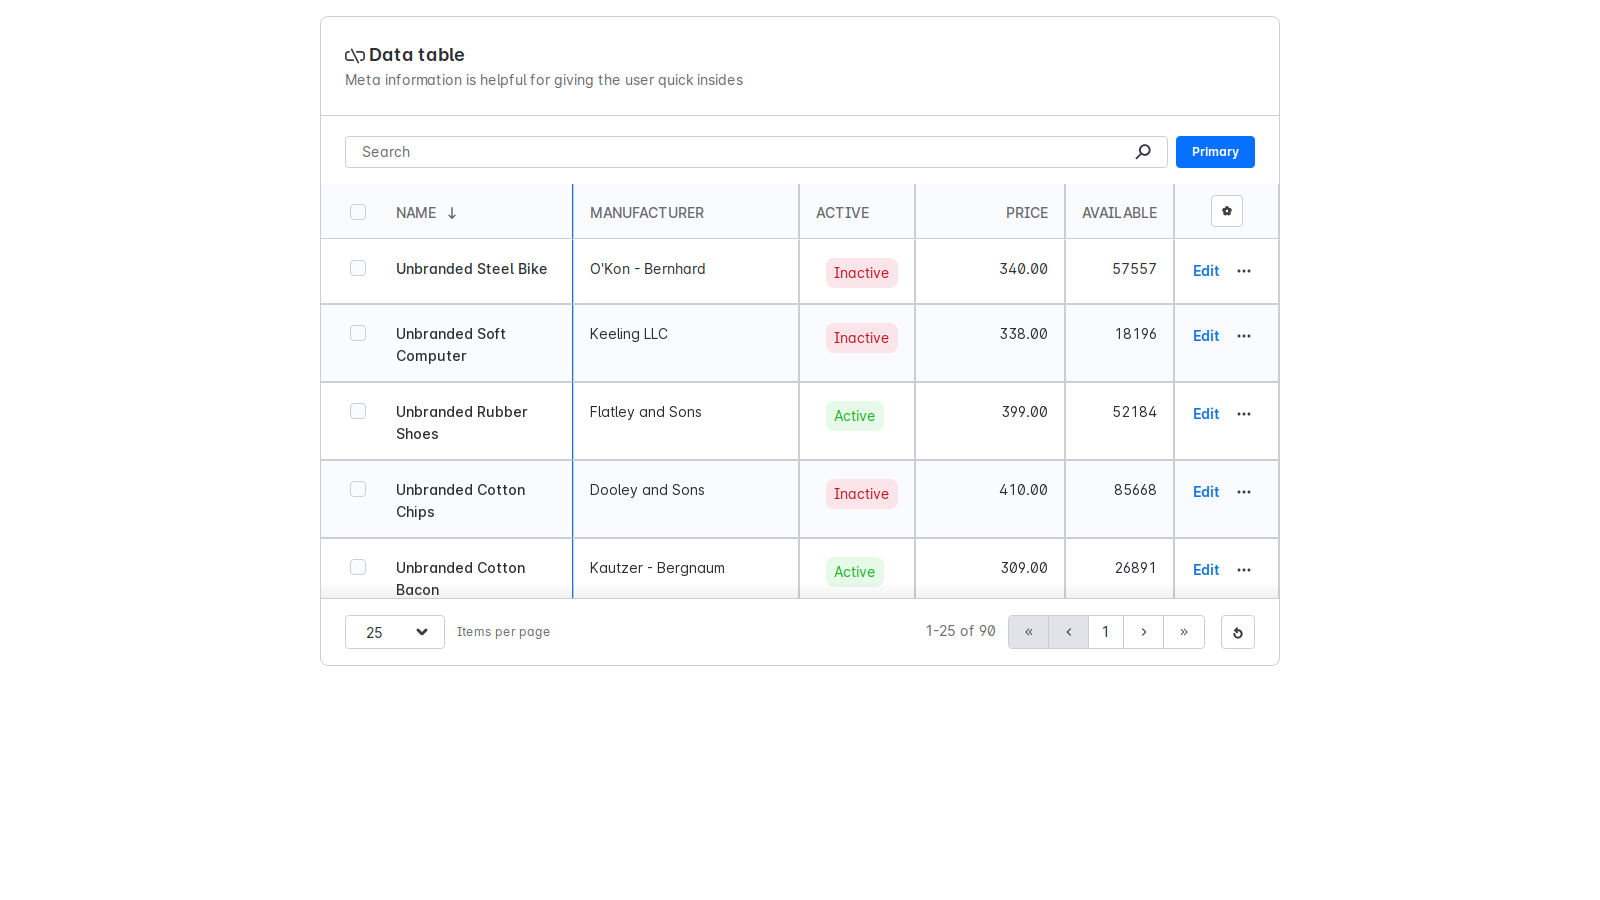 Data table
Meta information is helpful for giving the user quick insides
Search
Primary
NAME
MANUFACTURER
ACTIVE
PRICE
AVAILABLE
Unbranded Steel Bike
O'Kon - Bernhard
Inactive
340.00
57557
Edit
Unbranded Soft
Computer
Keeling LLC
Inactive
338.00
18196
Edit
Unbranded Rubber
Shoes
Flatley and Sons
Active
399.00
52184
Edit
Unbranded Cotton
Chips
Dooley and Sons
Inactive
410.00
85668
Edit
Unbranded Cotton
Bacon
Kautzer - Bergnaum
Active
309.00
26891
Edit
25
Items per page
1-25 of 90
«
‹
1
›
»